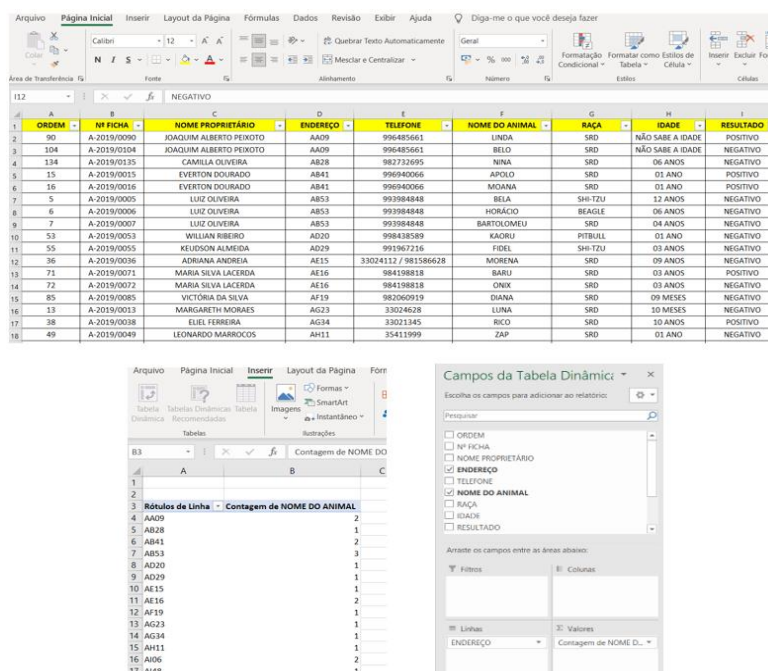 Arquivo Página Inicial Inserir Layout da Página Fórmulas Dados Revisão Exibir Ajuda Diga-me o que você deseja fazer
Colar Calibri 12 A A Quebrar Texto Automaticamente Geral
N I S A Mesclar e Centralizar % 000 Formatação Condicional Formatar como Tabela Estilos de Célula Inserir Excluir
Área de Transferência Fonte Alinhamento Número Estilos Células
I12 fx NEGATIVO
A B C D E F G H I
1 ORDEM Nº FICHA NOME PROPRIETÁRIO ENDEREÇO TELEFONE NOME DO ANIMAL RAÇA IDADE RESULTADO
2 90 A-2019/0090 JOAQUIM ALBERTO PEIXOTO AA09 996485661 LINDA SRD NÃO SABE A IDADE POSITIVO
3 104 A-2019/0104 JOAQUIM ALBERTO PEIXOTO AA09 996485661 BELO SRD NÃO SABE A IDADE NEGATIVO
4 134 A-2019/0135 CAMILLA OLIVEIRA AB28 982732695 NINA SRD 06 ANOS NEGATIVO
5 15 A-2019/0015 EVERTON DOURADO AB41 996940066 APOLO SRD 01 ANO POSITIVO
6 16 A-2019/0016 EVERTON DOURADO AB41 996940066 MOANA SRD 01 ANO POSITIVO
7 5 A-2019/0005 LUIZ OLIVEIRA AB53 993984848 BELA SHI-TZU 12 ANOS NEGATIVO
8 6 A-2019/0006 LUIZ OLIVEIRA AB53 993984848 HORÁCIO BEAGLE 06 ANOS NEGATIVO
9 7 A-2019/0007 LUIZ OLIVEIRA AB53 993984848 BARTOLOMEU SRD 04 ANOS NEGATIVO
10 53 A-2019/0053 WILLIAN RIBEIRO AD20 998438589 KAORU PITBULL 01 ANO NEGATIVO
11 55 A-2019/0055 KEUDSON ALMEIDA AD29 991967216 FIDEL SHI-TZU 03 ANOS NEGATIVO
12 36 A-2019/0036 ADRIANA ANDREIA AE15 33024112 / 981586628 MORENA SRD 09 ANOS NEGATIVO
13 71 A-2019/0071 MARIA SILVA LACERDA AE16 984198818 BARU SRD 03 ANOS POSITIVO
14 72 A-2019/0072 MARIA SILVA LACERDA AE16 984198818 ONIX SRD 03 ANOS NEGATIVO
15 85 A-2019/0085 VICTÓRIA DA SILVA AF19 982060919 DIANA SRD 09 MESES NEGATIVO
16 13 A-2019/0013 MARGARETH MORAES AG23 33024628 LUNA SRD 10 MESES NEGATIVO
17 38 A-2019/0038 ELIEL FERREIRA AG34 33021345 RICO SRD 10 ANOS POSITIVO
18 49 A-2019/0049 LEONARDO MARROCOS AH11 35411999 ZAP SRD 01 ANO NEGATIVO
Arquivo Página Inicial Inserir Layout da Página
Tabela Dinâmica Tabelas Dinâmicas Recomendadas Tabela Imagens Formas SmartArt Instantâneo
Tabelas Ilustrações
B3 fx Contagem de NOME DO
A B C
1
2
3 Rótulos de Linha Contagem de NOME DO ANIMAL
4 AA09 2
5 AB28 1
6 AB41 2
7 AB53 3
8 AD20 1
9 AD29 1
10 AE15 1
11 AE16 2
12 AF19 1
13 AG23 1
14 AG34 1
15 AH11 1
16 AI06 2
Campos da Tabela Dinâmica
Escolha os campos para adicionar ao relatório:
Pesquisar
ORDEM
Nº FICHA
NOME PROPRIETÁRIO
ENDEREÇO
TELEFONE
NOME DO ANIMAL
RAÇA
IDADE
RESULTADO
Arraste os campos entre as áreas abaixo:
Filtros Colunas
Linhas Valores
ENDEREÇO Contagem de NOME D...